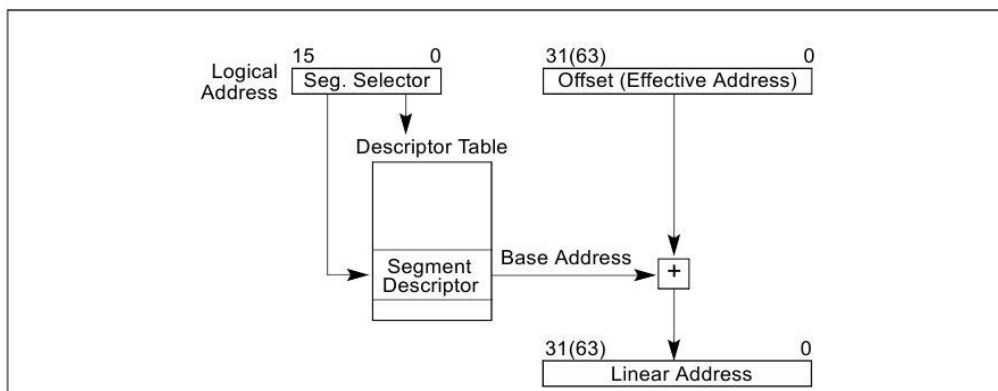 15 0
31(63) 0
Logical
Address
Seg. Selector
Offset (Effective Address)
Descriptor Table
Segment
Descriptor
Base Address
+
31(63) 0
Linear Address